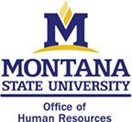 M
MONTANA
STATE UNIVERSITY
Office of
Human Resources